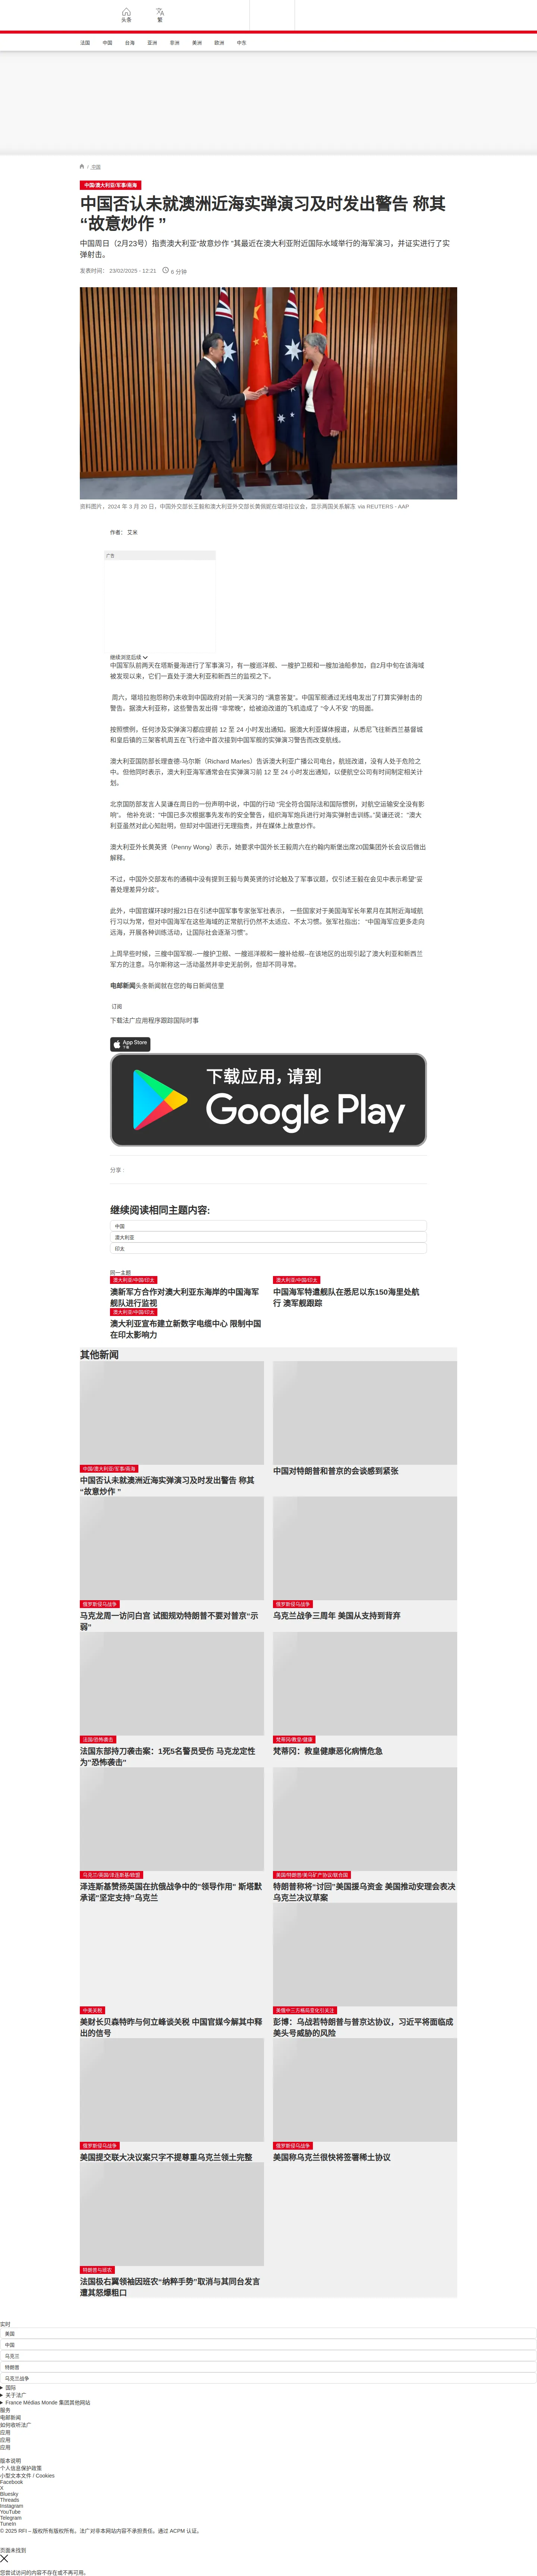 头条
繁
法国
中国
台海
亚洲
非洲
美洲
欧洲
中东
/ 中国
中国/澳大利亚/军事/南海
中国否认未就澳洲近海实弹演习及时发出警告 称其
“故意炒作 ”
中国周日（2月23号）指责澳大利亚“故意炒作 ”其最近在澳大利亚附近国际水域举行的海军演习，并证实进行了实
弹射击。
发表时间： 23/02/2025 - 12:21
6 分钟
资料图片，2024 年 3 月 20 日，中国外交部长王毅和澳大利亚外交部长黄佩妮在堪培拉议会，显示两国关系解冻 via REUTERS - AAP
作者： 艾米
广告
继续浏览后续
中国军队前两天在塔斯曼海进行了军事演习，有一艘巡洋舰、一艘护卫舰和一艘加油船参加，自2月中旬在该海域
被发现以来，它们一直处于澳大利亚和新西兰的监视之下。
周六，堪培拉抱怨称仍未收到中国政府对前一天演习的 “满意答复”。中国军舰通过无线电发出了打算实弹射击的
警告。据澳大利亚称，这些警告发出得 “非常晚”，给被迫改道的飞机造成了 “令人不安 ”的局面。
按照惯例，任何涉及实弹演习都应提前 12 至 24 小时发出通知。据澳大利亚媒体报道，从悉尼飞往新西兰基督城
和皇后镇的三架客机周五在飞行途中首次接到中国军舰的实弹演习警告而改变航线。
澳大利亚国防部长理查德-马尔斯（Richard Marles）告诉澳大利亚广播公司电台，航班改道，没有人处于危险之
中。但他同时表示，澳大利亚海军通常会在实弹演习前 12 至 24 小时发出通知，以便航空公司有时间制定相关计
划。
北京国防部发言人吴谦在周日的一份声明中说，中国的行动 “完全符合国际法和国际惯例，对航空运输安全没有影
响”。 他补充说：“中国已多次根据事先发布的安全警告，组织海军炮兵进行对海实弹射击训练。”吴谦还说：“澳大
利亚虽然对此心知肚明，但却对中国进行无理指责，并在媒体上故意炒作。
澳大利亚外长黄英贤（Penny Wong）表示，她要求中国外长王毅周六在约翰内斯堡出席20国集团外长会议后做出
解释。
不过，中国外交部发布的通稿中没有提到王毅与黄英贤的讨论触及了军事议题，仅引述王毅在会见中表示希望“妥
善处理差异分歧”。
此外，中国官媒环球时报21日在引述中国军事专家张军社表示， 一些国家对于美国海军长年累月在其附近海域航
行习以为常，但对中国海军在这些海域的正常航行仍然不太适应、不太习惯。张军社指出： “中国海军应更多走向
远海，开展各种训练活动，让国际社会逐渐习惯”。
上周早些时候，三艘中国军舰--一艘护卫舰、一艘巡洋舰和一艘补给舰--在该地区的出现引起了澳大利亚和新西兰
军方的注意。马尔斯称这一活动虽然并非史无前例，但却不同寻常。
电邮新闻头条新闻就在您的每日新闻信里
订阅
下载法广应用程序跟踪国际时事
App Store
下载
下载应用，请到
Google Play
分享 :
继续阅读相同主题内容:
中国
澳大利亚
印太
同一主题
澳大利亚/中国/印太
澳新军方合作对澳大利亚东海岸的中国海军
舰队进行监视
澳大利亚/中国/印太
中国海军特遣舰队在悉尼以东150海里处航
行 澳军舰跟踪
澳大利亚/中国/印太
澳大利亚宣布建立新数字电缆中心 限制中国
在印太影响力
其他新闻
中国/澳大利亚/军事/南海
中国否认未就澳洲近海实弹演习及时发出警告 称其
“故意炒作 ”
中国对特朗普和普京的会谈感到紧张
俄罗斯侵乌战争
马克龙周一访问白宫 试图规劝特朗普不要对普京“示
弱”
俄罗斯侵乌战争
乌克兰战争三周年 美国从支持到背弃
法国/恐怖袭击
法国东部持刀袭击案：1死5名警员受伤 马克龙定性
为“恐怖袭击”
梵蒂冈/教皇/健康
梵蒂冈：教皇健康恶化病情危急
乌克兰/英国/泽连斯基/欧盟
泽连斯基赞扬英国在抗俄战争中的“领导作用” 斯塔默
承诺“坚定支持”乌克兰
美国/特朗普/美乌矿产协议/联合国
特朗普称将“讨回”美国援乌资金 美国推动安理会表决
乌克兰决议草案
中美关税
美财长贝森特昨与何立峰谈关税 中国官媒今解其中释
出的信号
美俄中三方格局变化引关注
彭博：乌战若特朗普与普京达协议，习近平将面临成
美头号威胁的风险
俄罗斯侵乌战争
美国提交联大决议案只字不提尊重乌克兰领土完整
俄罗斯侵乌战争
美国称乌克兰很快将签署稀土协议
特朗普与班农
法国极右翼领袖因班农“纳粹手势”取消与其同台发言
遭其怒爆粗口
实时
美国
中国
乌克兰
特朗普
乌克兰战争
国际
关于法广
France Médias Monde 集团其他网站
服务
电邮新闻
如何收听法广
应用
应用
应用
版本说明
个人信息保护政策
小型文本文件 / Cookies
Facebook
X
Bluesky
Threads
Instagram
YouTube
Telegram
TuneIn
© 2025 RFI – 版权所有版权所有。法广对非本网站内容不承担责任。通过 ACPM 认证。
页面未找到
您尝试访问的内容不存在或不再可用。